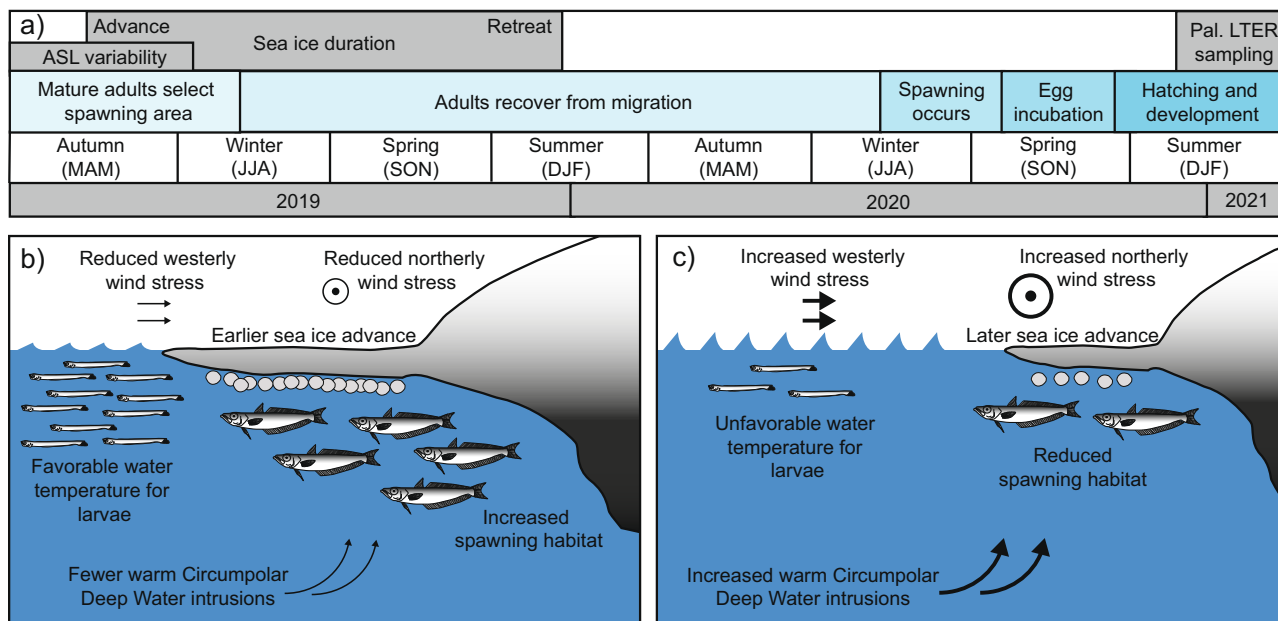 a)
Advance
Retreat
Sea ice duration
ASL variability
Pal. LTER
sampling
Mature adults select
spawning area
Adults recover from migration
Spawning
occurs
Egg
incubation
Hatching and
development
Autumn
(MAM)
Winter
(JJA)
Spring
(SON)
Summer
(DJF)
Autumn
(MAM)
Winter
(JJA)
Spring
(SON)
Summer
(DJF)
2019
2020
2021
b)
Reduced westerly
wind stress
Reduced northerly
wind stress
Earlier sea ice advance
Favorable water
temperature for
larvae
Increased
spawning habitat
Fewer warm Circumpolar
Deep Water intrusions
c)
Increased westerly
wind stress
Increased northerly
wind stress
Later sea ice advance
Unfavorable water
temperature for
larvae
Reduced
spawning habitat
Increased warm Circumpolar
Deep Water intrusions